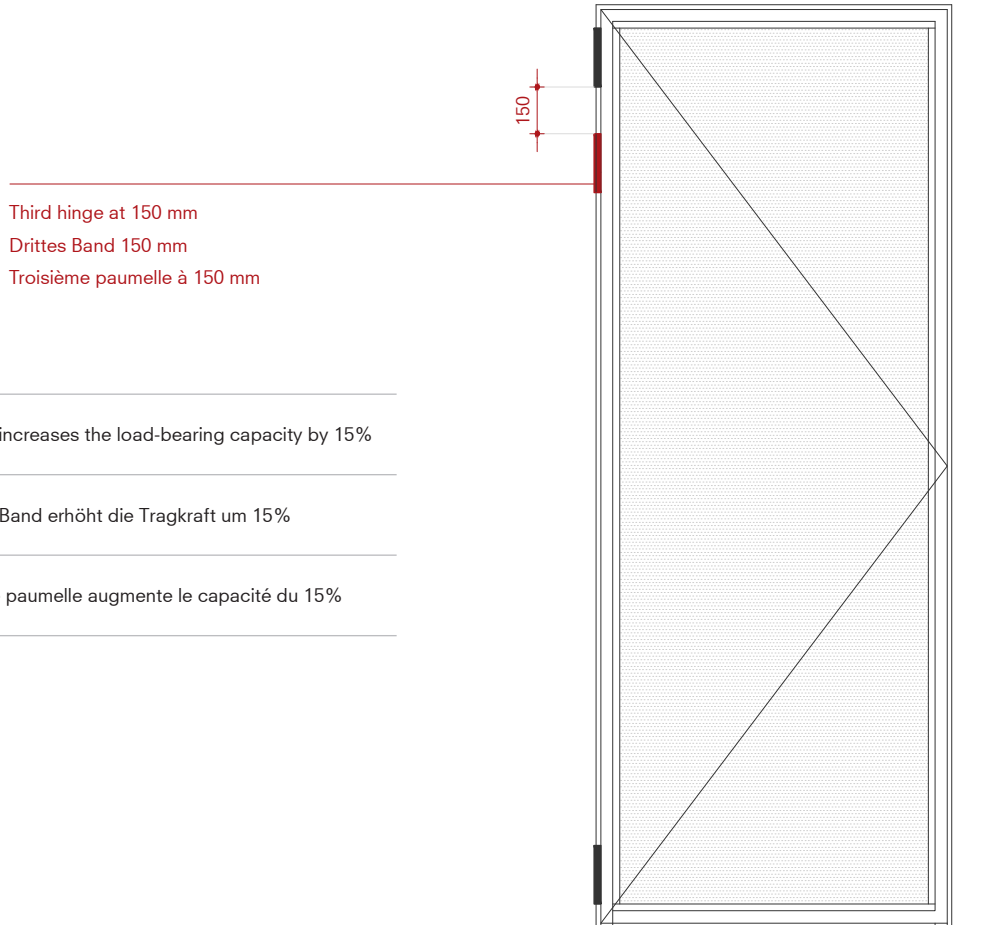 150
Third hinge at 150 mm
Drittes Band 150 mm
Troisième paumelle à 150 mm
increases the load-bearing capacity by 15%
Band erhöht die Tragkraft um 15%
paumelle augmente le capacité du 15%